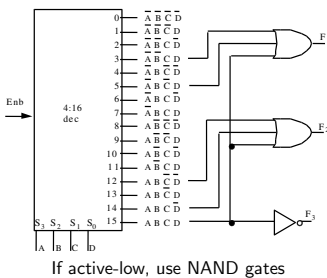 0 A B C D
1 A B C D
2 A B C D
3 A B C D
4 A B C D
5 A B C D
6 A B C D
7 A B C D
8 A B C D
9 A B C D
10 A B C D
11 A B C D
12 A B C D
13 A B C D
14 A B C D
15 A B C D
Enb
4:16
dec
S3 S2 S1 S0
A B C D
F
F2
F3
If active-low, use NAND gates